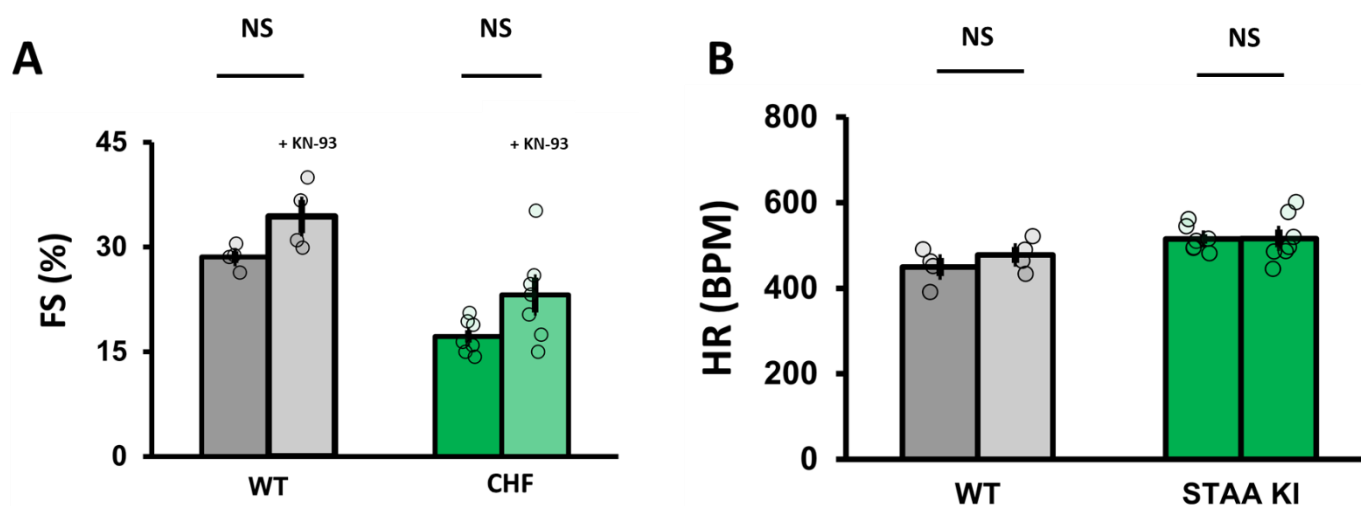 A
NS
NS
45
30
15
0
FS (%)
+ KN-93
+ KN-93
WT
CHF
B
NS
NS
800
600
400
200
0
HR (BPM)
WT
STAA KI